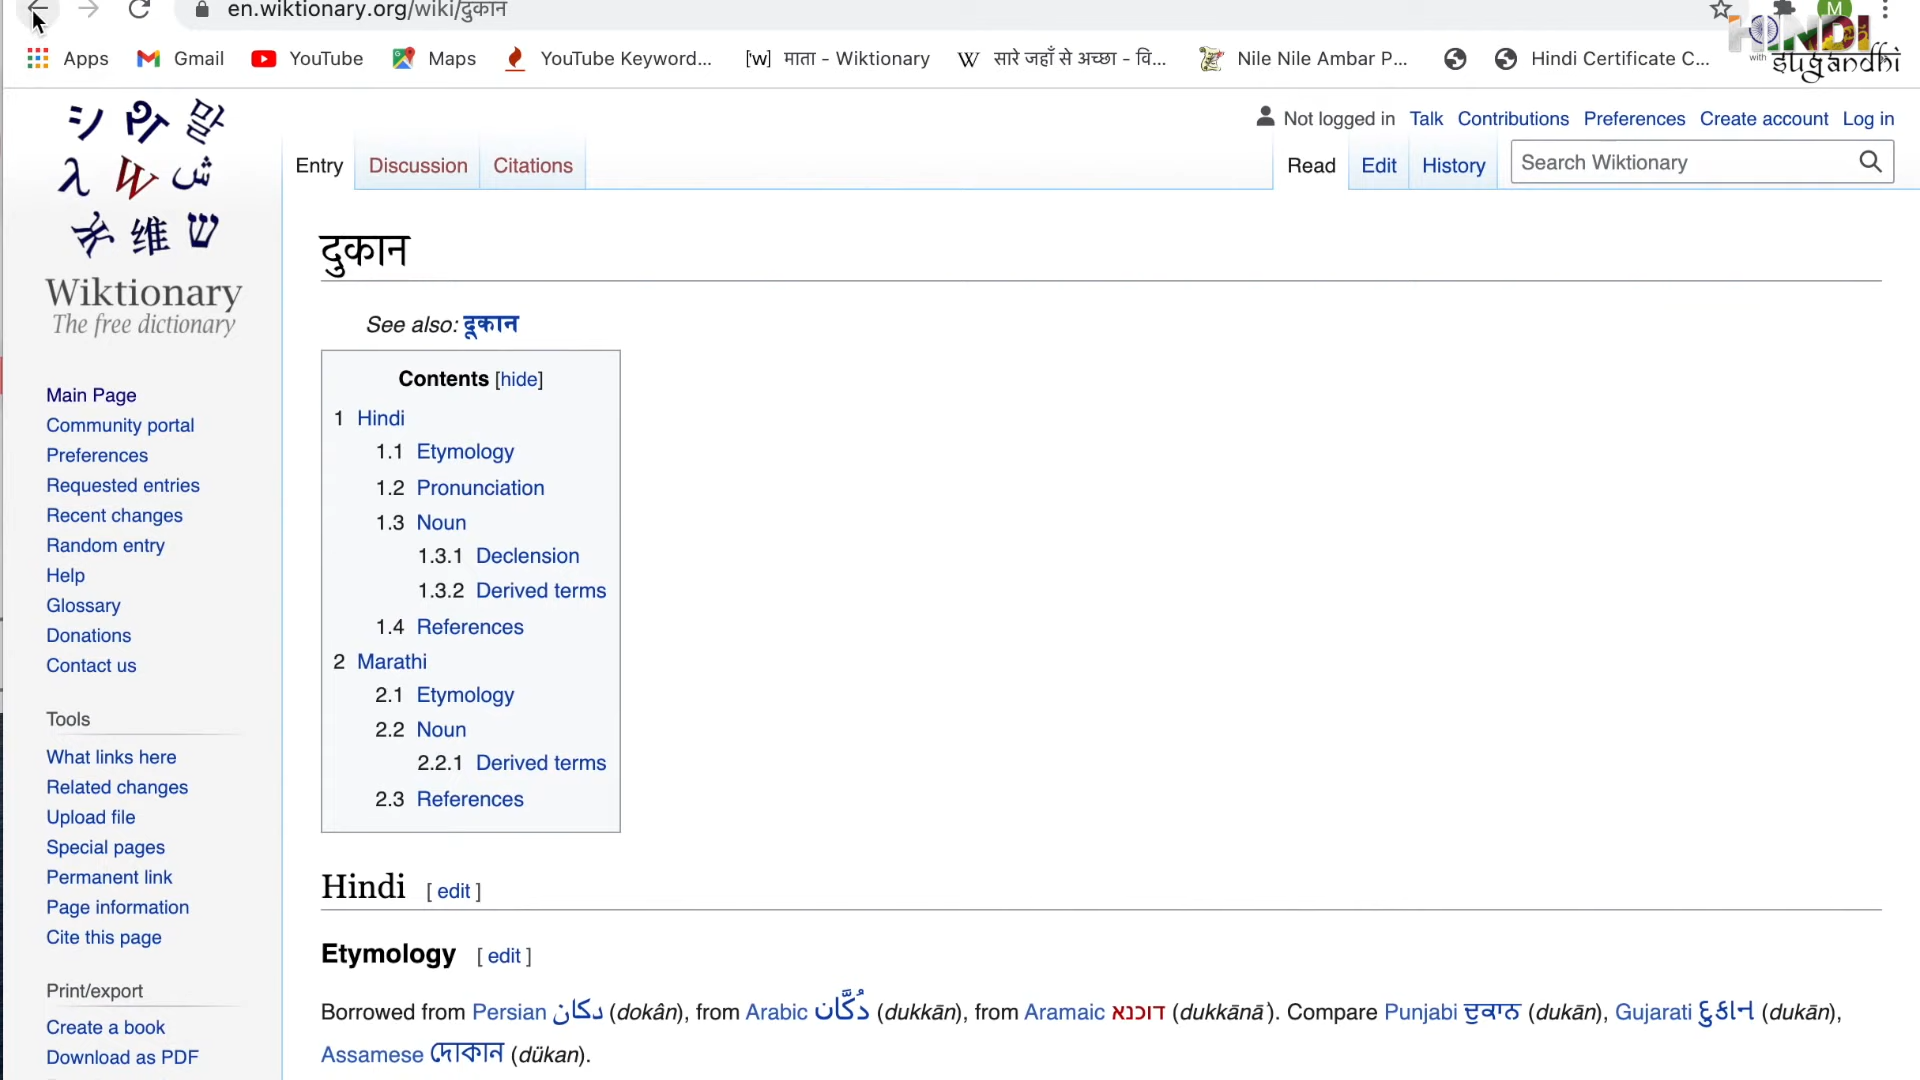 en.wiktionary.org/wiki/दुकान
M
Apps Gmail YouTube Maps YouTube Keyword... [w] माता - Wiktionary W सारे जहाँ से अच्छा - वि... Nile Nile Ambar P... Hindi Certificate C...
HINDI
with Sugandhi
Not logged in Talk Contributions Preferences Create account Log in
Entry Discussion Citations Read Edit History Search Wiktionary
シ 말
λ W ش
维 ש
Wiktionary
The free dictionary
Main Page
Community portal
Preferences
Requested entries
Recent changes
Random entry
Help
Glossary
Donations
Contact us
Tools
What links here
Related changes
Upload file
Special pages
Permanent link
Page information
Cite this page
Print/export
Create a book
Download as PDF
दुकान
See also: दूकान
Contents [hide]
1 Hindi
1.1 Etymology
1.2 Pronunciation
1.3 Noun
1.3.1 Declension
1.3.2 Derived terms
1.4 References
2 Marathi
2.1 Etymology
2.2 Noun
2.2.1 Derived terms
2.3 References
Hindi [ edit ]
Etymology [ edit ]
Borrowed from Persian دکان (dokân), from Arabic دُكَّان (dukkān), from Aramaic דוכנא (dukkānāʾ). Compare Punjabi ਦੁਕਾਨ (dukān), Gujarati દુકાન (dukān),
Assamese দোকান (dükan).